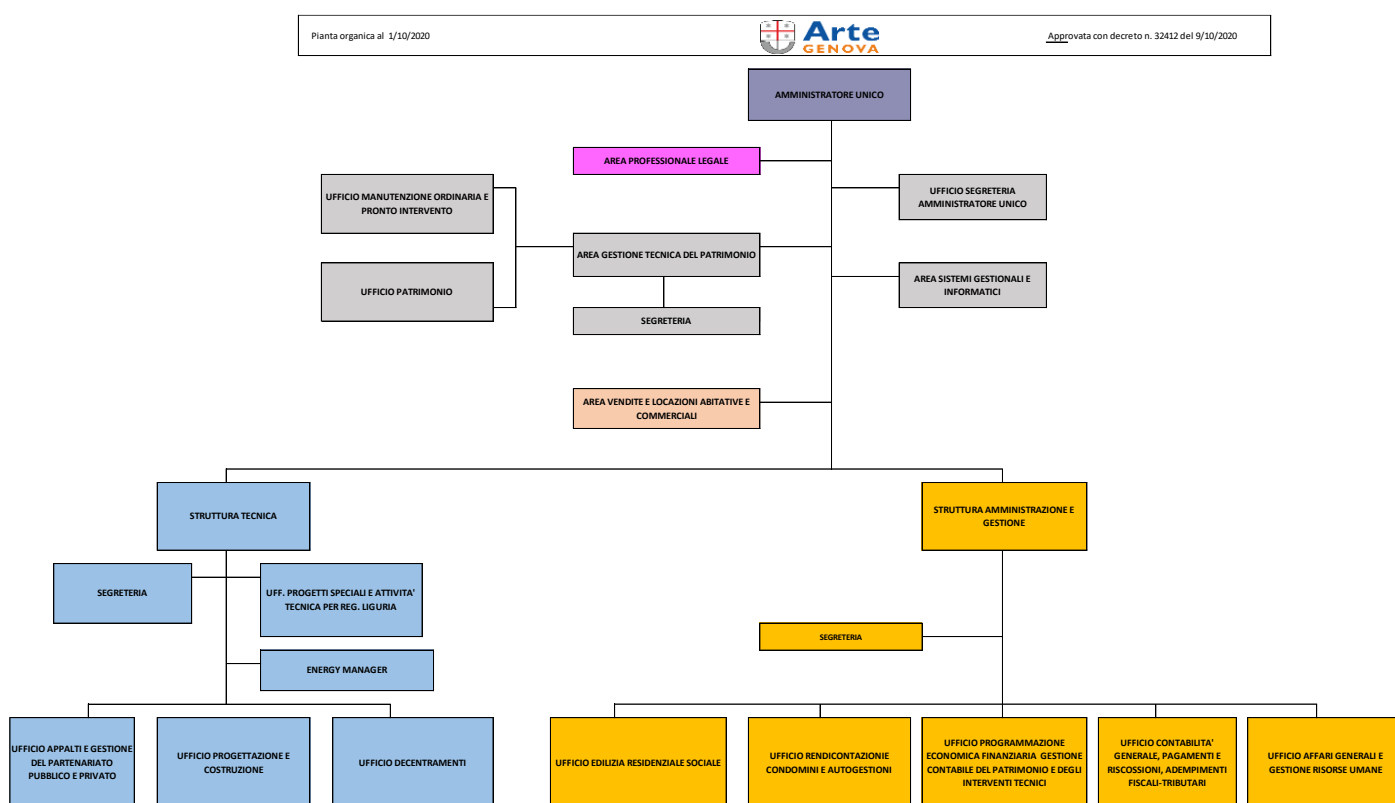 Pianta organica al 1/10/2020
Arte
GENOVA
Approvata con decreto n. 32412 del 9/10/2020
AMMINISTRATORE UNICO
AREA PROFESSIONALE LEGALE
UFFICIO MANUTENZIONE ORDINARIA E
PRONTO INTERVENTO
UFFICIO SEGRETERIA
AMMINISTRATORE UNICO
AREA GESTIONE TECNICA DEL PATRIMONIO
UFFICIO PATRIMONIO
AREA SISTEMI GESTIONALI E
INFORMATICI
SEGRETERIA
AREA VENDITE E LOCAZIONI ABITATIVE E
COMMERCIALI
STRUTTURA TECNICA
STRUTTURA AMMINISTRAZIONE E
GESTIONE
SEGRETERIA
UFF. PROGETTI SPECIALI E ATTIVITA'
TECNICA PER REG. LIGURIA
SEGRETERIA
ENERGY MANAGER
UFFICIO APPALTI E GESTIONE
DEL PARTENARIATO
PUBBLICO E PRIVATO
UFFICIO PROGETTAZIONE E
COSTRUZIONE
UFFICIO DECENTRAMENTI
UFFICIO EDILIZIA RESIDENZIALE SOCIALE
UFFICIO RENDICONTAZIONIE
CONDOMINI E AUTOGESTIONI
UFFICIO PROGRAMMAZIONE
ECONOMICA FINANZIARIA GESTIONE
CONTABILE DEL PATRIMONIO E DEGLI
INTERVENTI TECNICI
UFFICIO CONTABILITA'
GENERALE, PAGAMENTI E
RISCOSSIONI, ADEMPIMENTI
FISCALI-TRIBUTARI
UFFICIO AFFARI GENERALI E
GESTIONE RISORSE UMANE